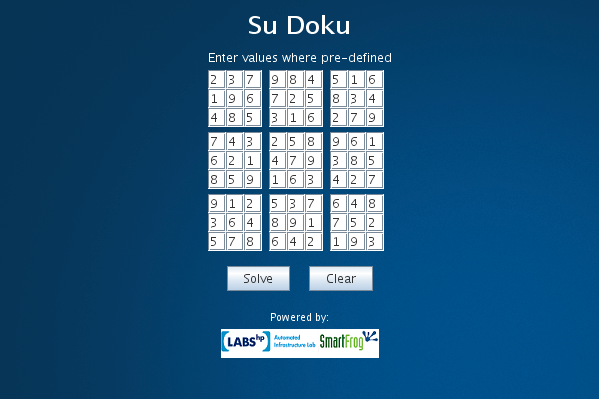 Su Doku
Enter values where pre-defined
2 3 7 9 8 4 5 1 6
1 9 6 7 2 5 8 3 4
4 8 5 3 1 6 2 7 9
7 4 3 2 5 8 9 6 1
6 2 1 4 7 9 3 8 5
8 5 9 1 6 3 4 2 7
9 1 2 5 3 7 6 4 8
3 6 4 8 9 1 7 5 2
5 7 8 6 4 2 1 9 3
Solve Clear
Powered by:
LABS hp Automated Infrastructure Lab SmartFrog